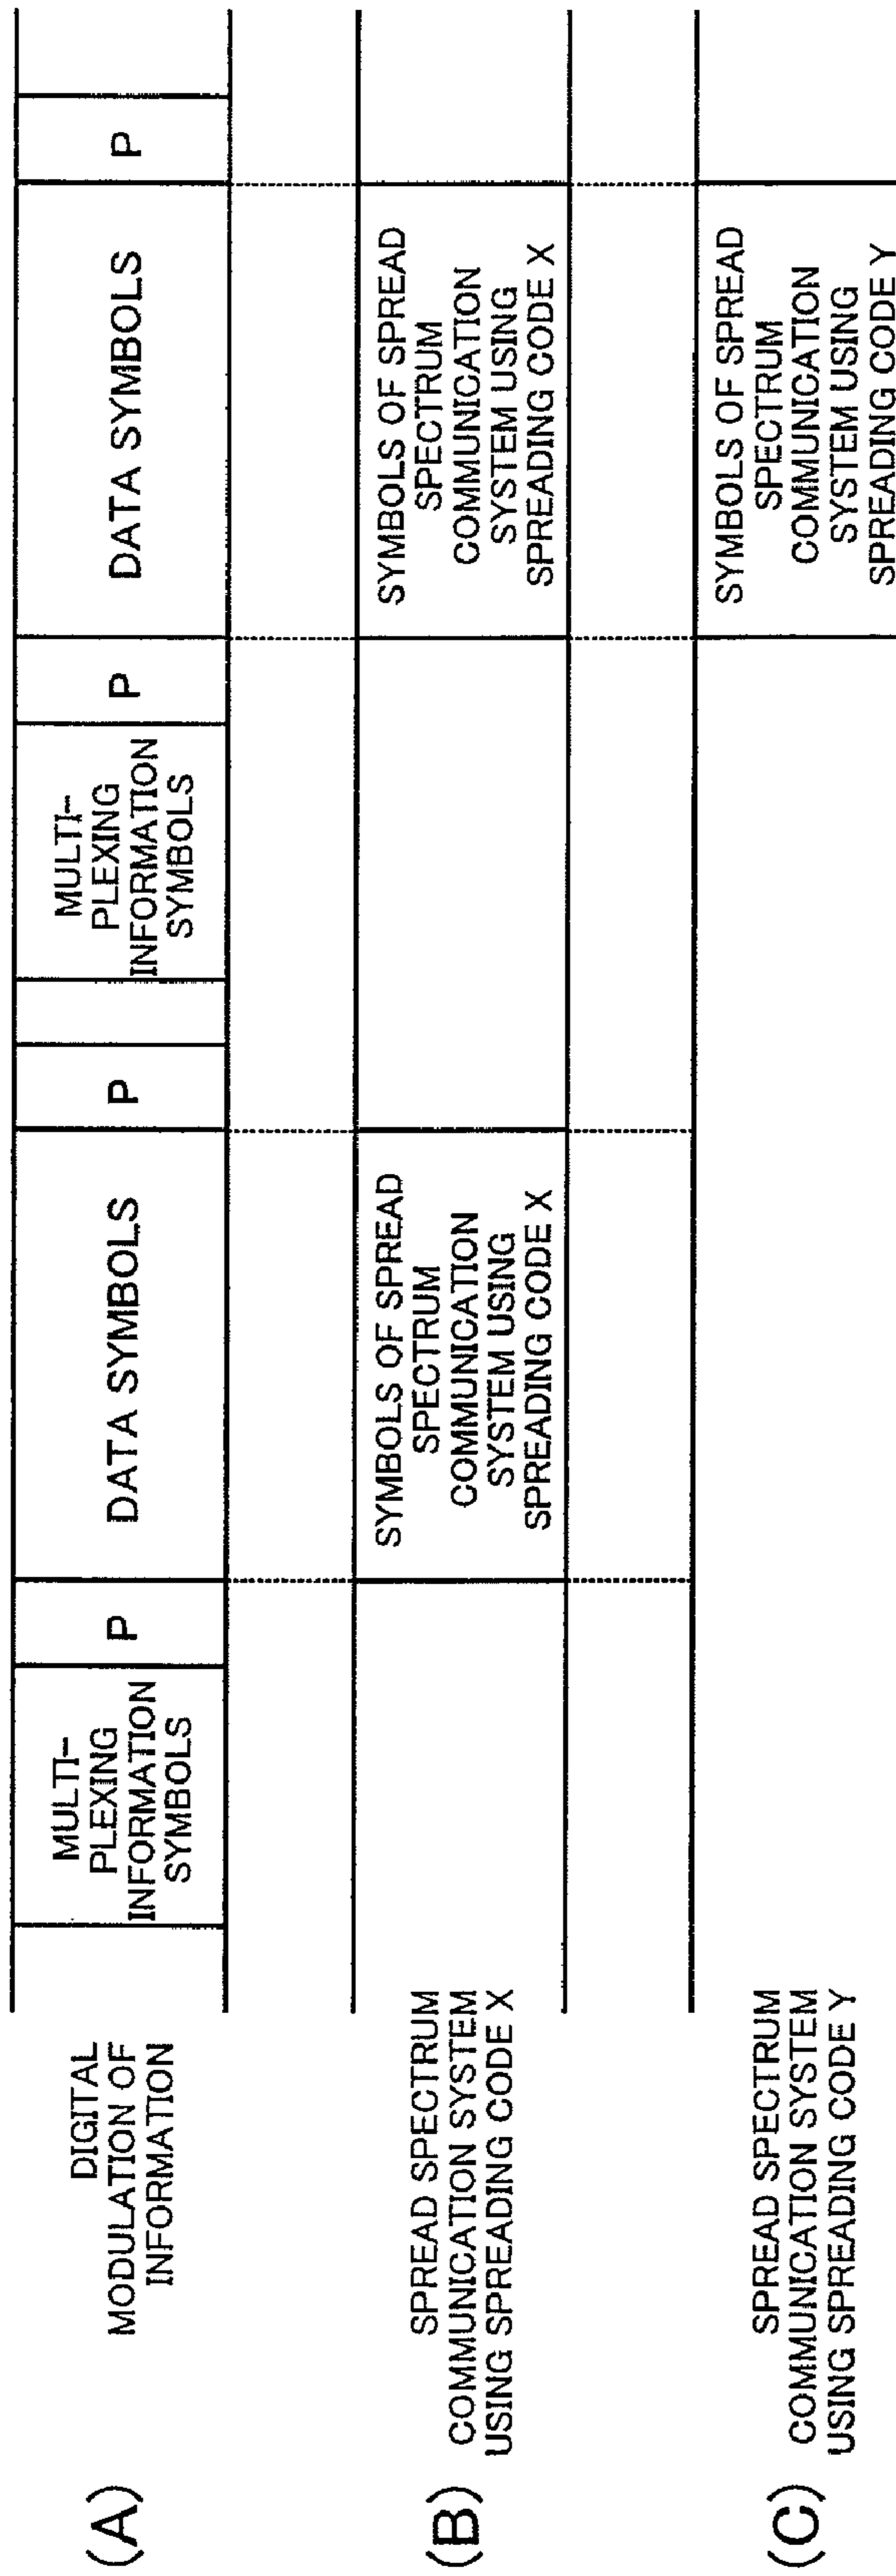 (A)
DIGITAL
MODULATION OF
INFORMATION
MULTI-
PLEXING
INFORMATION
SYMBOLS
P
DATA SYMBOLS
P
MULTI-
PLEXING
INFORMATION
SYMBOLS
P
DATA SYMBOLS
P
(B)
SPREAD SPECTRUM
COMMUNICATION SYSTEM
USING SPREADING CODE X
SYMBOLS OF SPREAD
SPECTRUM
COMMUNICATION
SYSTEM USING
SPREADING CODE X
SYMBOLS OF SPREAD
SPECTRUM
COMMUNICATION
SYSTEM USING
SPREADING CODE X
(C)
SPREAD SPECTRUM
COMMUNICATION SYSTEM
USING SPREADING CODE Y
SYMBOLS OF SPREAD
SPECTRUM
COMMUNICATION
SYSTEM USING
SPREADING CODE Y